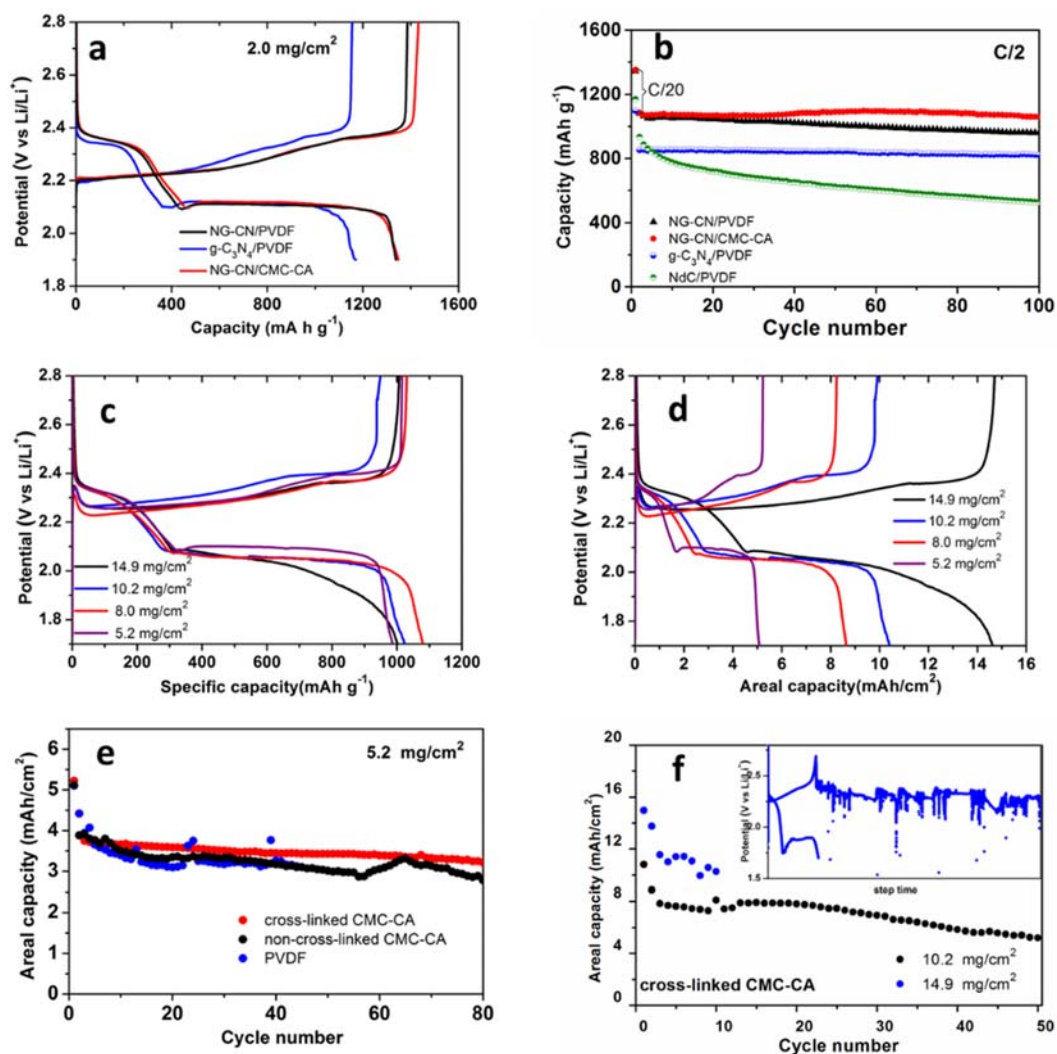 a
2.0 mg/cm²
2.8
2.6
2.4
2.2
2.0
1.8
Potential (V vs Li/Li⁺)
NG-CN/PVDF
g-C₃N₄/PVDF
NG-CN/CMC-CA
0 400 800 1200 1600
Capacity (mA h g⁻¹)
b
C/2
C/20
1600
1200
800
400
0
Capacity (mAh g⁻¹)
NG-CN/PVDF
NG-CN/CMC-CA
g-C₃N₄/PVDF
NdC/PVDF
0 20 40 60 80 100
Cycle number
c
2.8
2.6
2.4
2.2
2.0
1.8
Potential (V vs Li/Li⁺)
14.9 mg/cm²
10.2 mg/cm²
8.0 mg/cm²
5.2 mg/cm²
0 200 400 600 800 1000 1200
Specific capacity(mAh g⁻¹)
d
2.8
2.6
2.4
2.2
2.0
1.8
Potential (V vs Li/Li⁺)
14.9 mg/cm²
10.2 mg/cm²
8.0 mg/cm²
5.2 mg/cm²
0 2 4 6 8 10 12 14 16
Areal capacity(mAh/cm²)
e
5.2 mg/cm²
6
5
4
3
2
1
0
Areal capacity (mAh/cm²)
cross-linked CMC-CA
non-cross-linked CMC-CA
PVDF
0 20 40 60 80
Cycle number
f
20
16
12
8
4
0
Areal capacity (mAh/cm²)
Potential (V vs Li/Li⁺)
2.2
1.5
step time
10.2 mg/cm²
14.9 mg/cm²
cross-linked CMC-CA
0 10 20 30 40 50
Cycle number